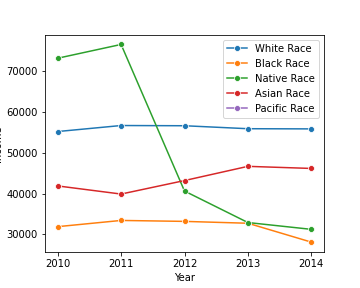 White Race
Black Race
Native Race
Asian Race
Pacific Race
70000
60000
50000
40000
30000
2010
2011
2012
2013
2014
Year